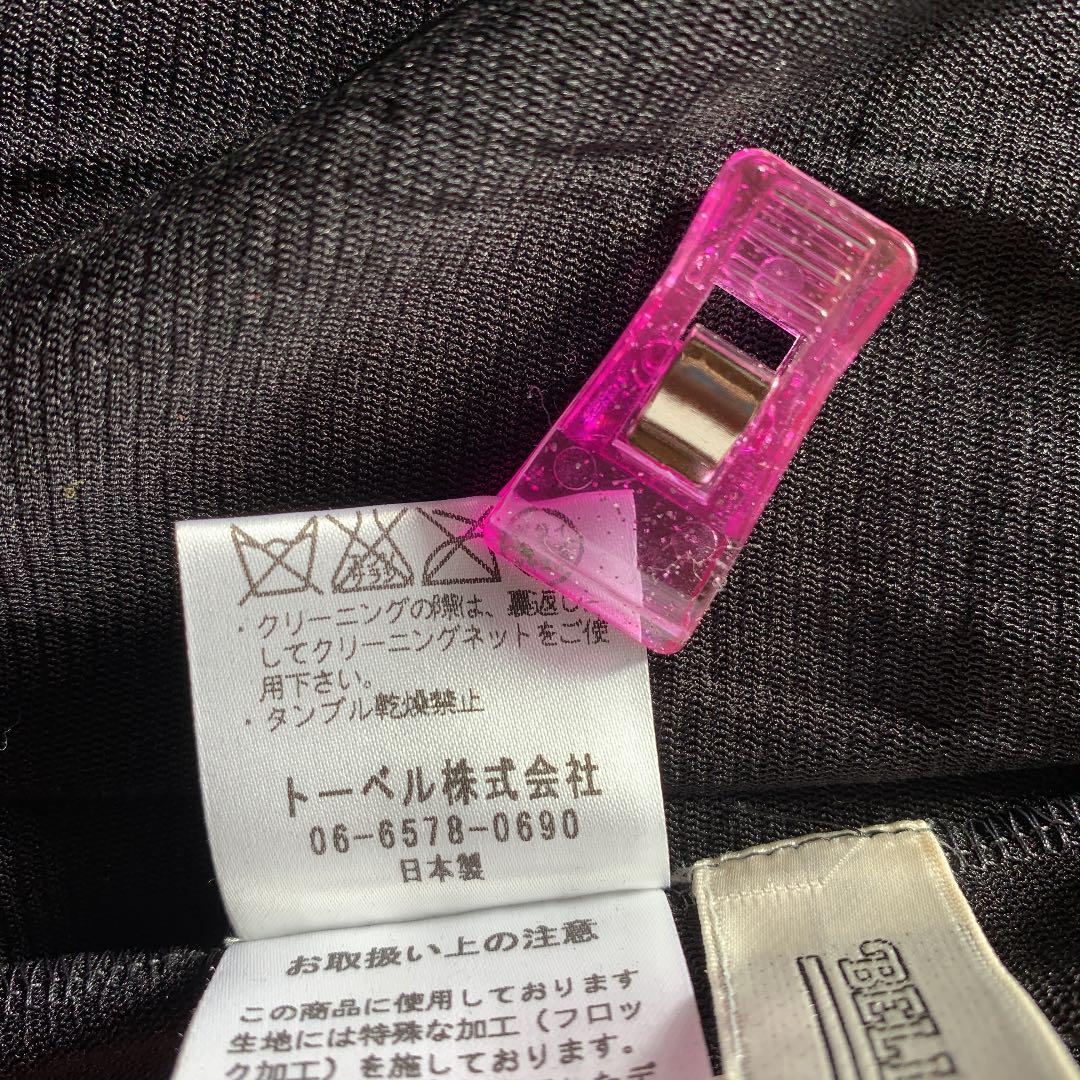 ・クリーニングの際は、裏返し
してクリーニングネットをご使
用下さい。
・タンブル乾燥禁止
トーベル株式会社
06-6578-0690
日本製
お取扱い上の注意
この商品に使用しております
生地には特殊な加工（フロッ
ク加工）を施しております。
BEL